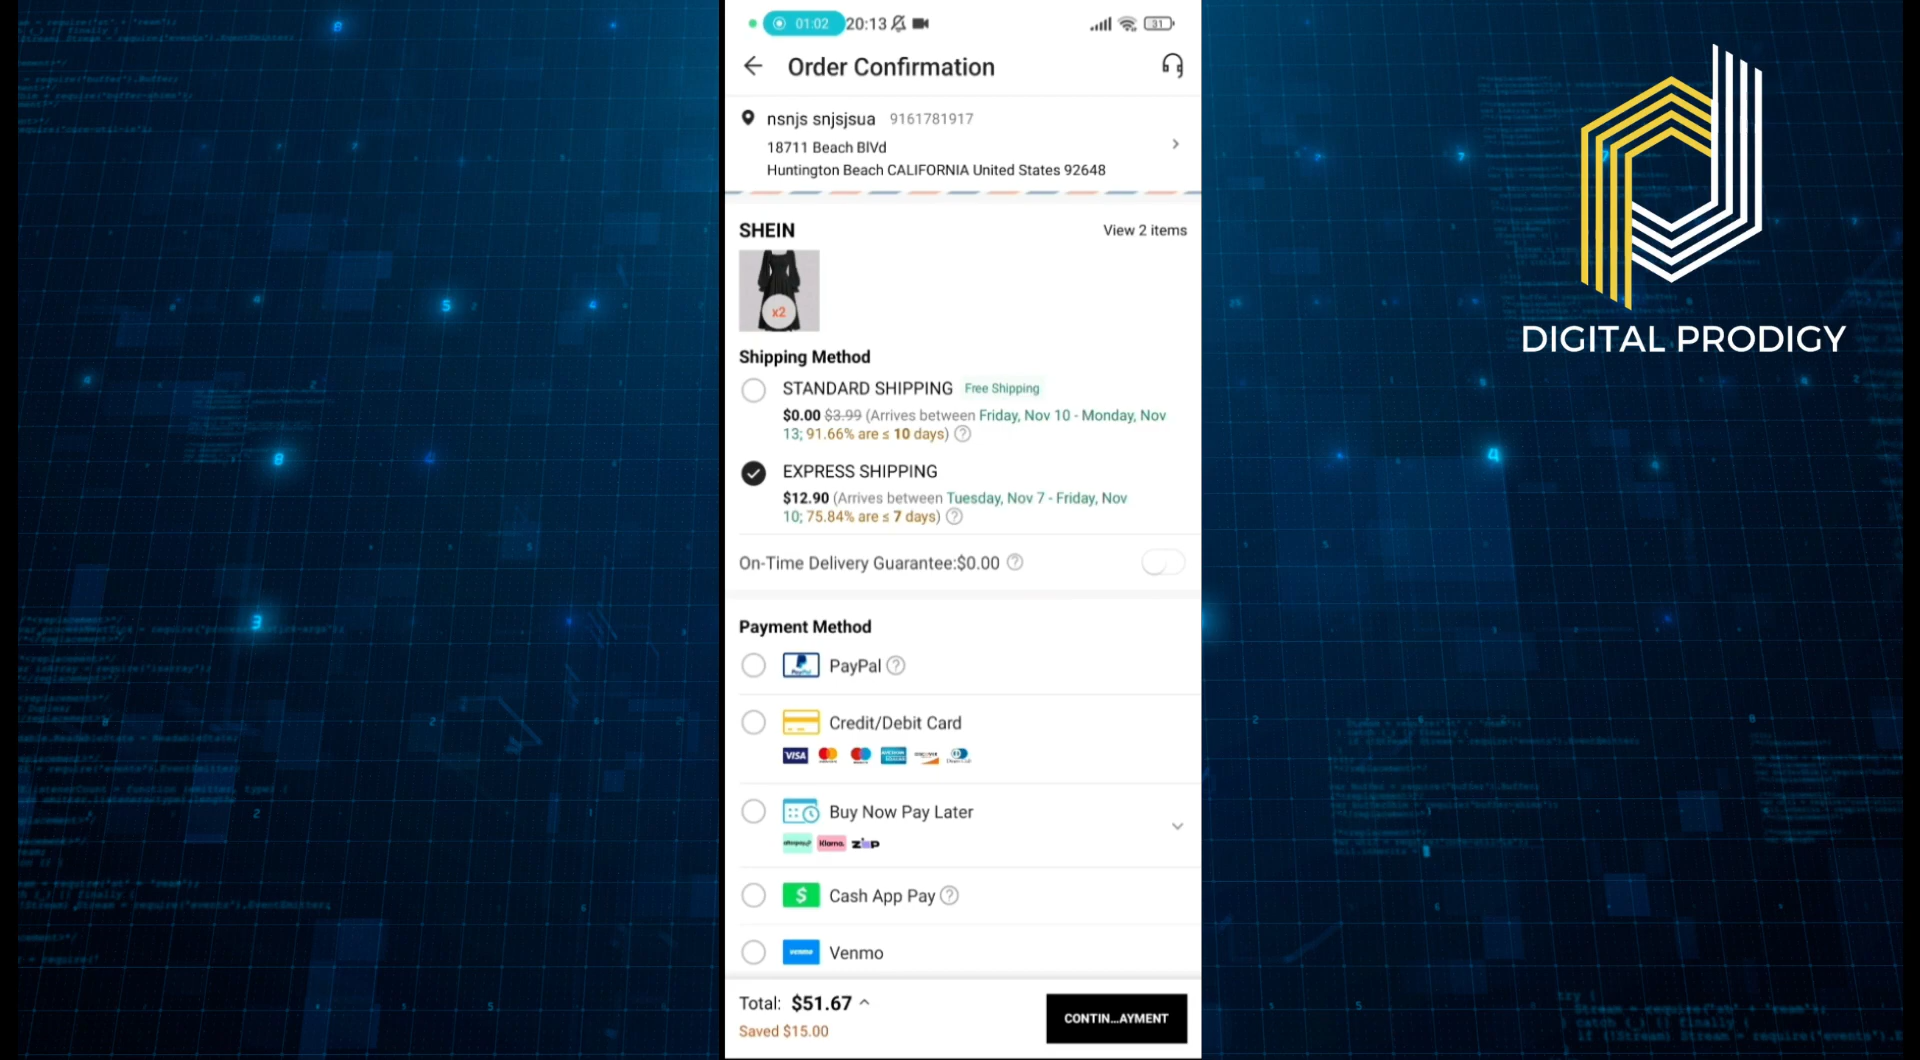 01:02 20:13 31
Order Confirmation
nsnjs snjsjsua 9161781917
18711 Beach BlVd
Huntington Beach CALIFORNIA United States 92648
SHEIN View 2 items
x2
Shipping Method
STANDARD SHIPPING Free Shipping
$0.00 $3.99 (Arrives between Friday, Nov 10 - Monday, Nov
13; 91.66% are ≤ 10 days) ?
EXPRESS SHIPPING
$12.90 (Arrives between Tuesday, Nov 7 - Friday, Nov
10; 75.84% are ≤ 7 days) ?
On-Time Delivery Guarantee:$0.00 ?
Payment Method
PayPal PayPal ?
Credit/Debit Card
VISA
Buy Now Pay Later
afterpay Klarna. zip
$ Cash App Pay ?
venmo Venmo
Total: $51.67
Saved $15.00
CONTIN...AYMENT
DIGITAL PRODIGY